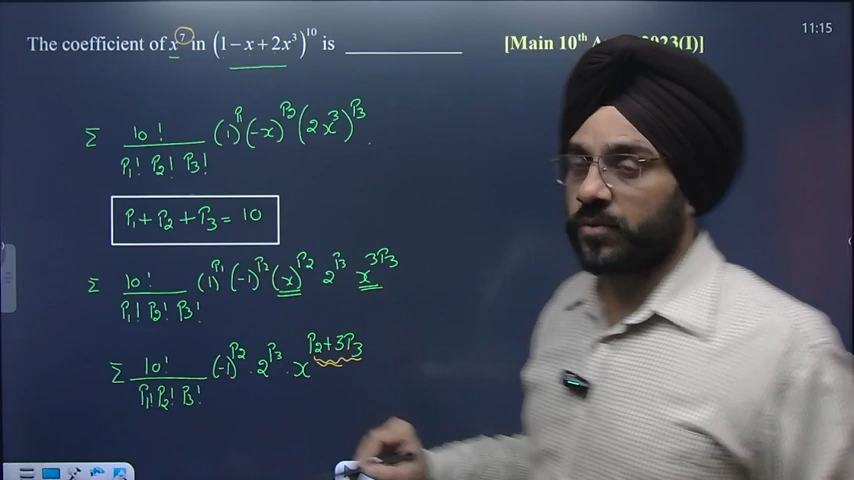 11:15
The coefficient of x⁷ in (1 − x + 2x³)¹⁰ is ____________ [Main 10th A 2023(I)]
Σ 10! / P₁! P₂! P₃! (1)^P₁ (−x)^P₂ (2x³)^P₃ .
P₁ + P₂ + P₃ = 10
Σ 10! / P₁! P₂! P₃! (1)^P₁ (−1)^P₂ (x)^P₂ 2^P₃ x^3P₃
Σ 10! / P₁! P₂! P₃! (−1)^P₂ · 2^P₃ · x^P₂+3P₃